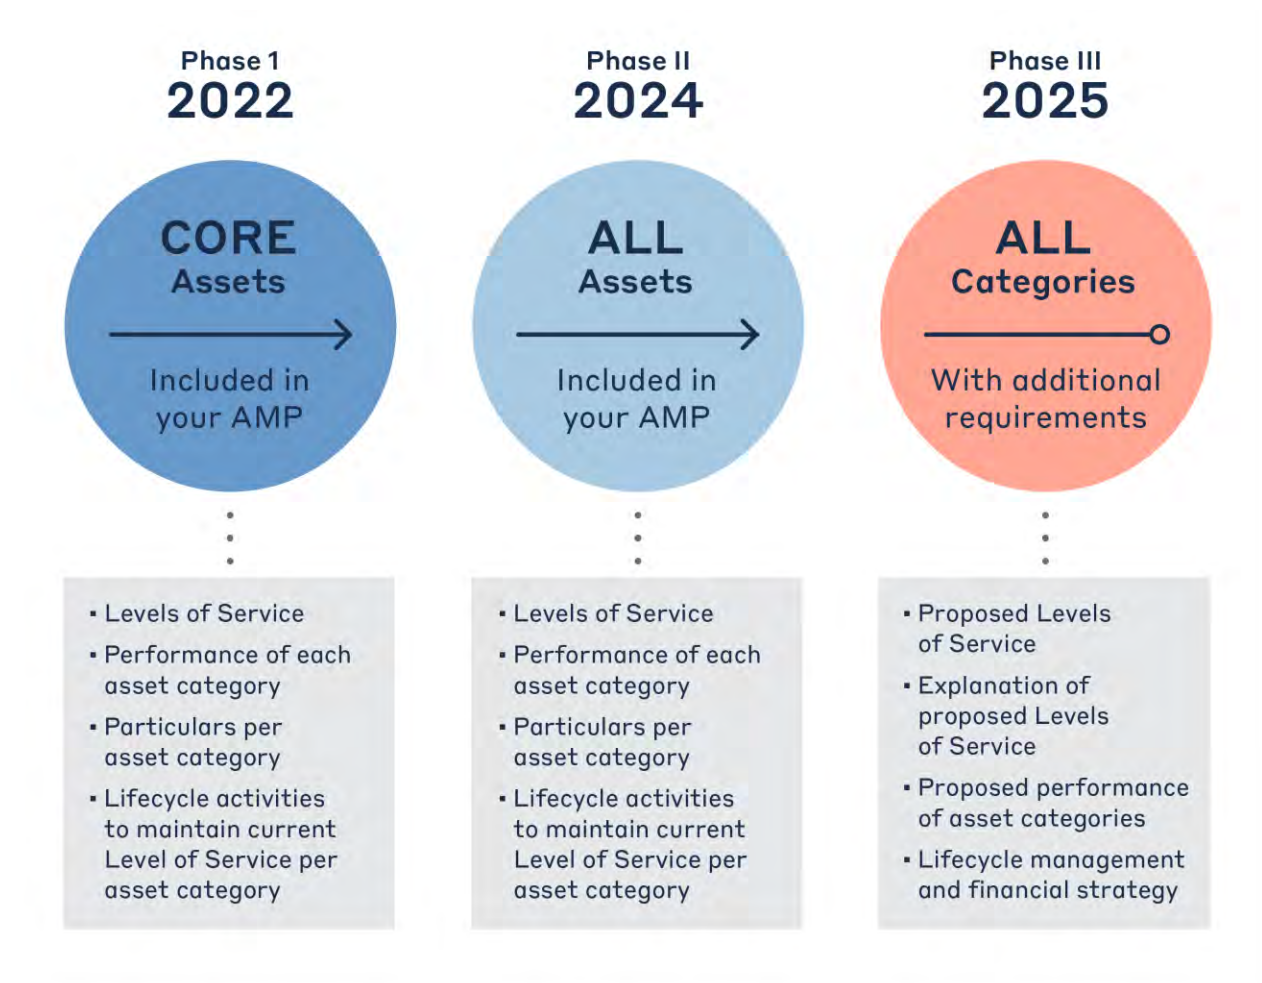 Phase 1
2022
CORE
Assets
Included in
your AMP
▪ Levels of Service
▪ Performance of each
asset category
▪ Particulars per
asset category
▪ Lifecycle activities
to maintain current
Level of Service per
asset category
Phase II
2024
ALL
Assets
Included in
your AMP
▪ Levels of Service
▪ Performance of each
asset category
▪ Particulars per
asset category
▪ Lifecycle activities
to maintain current
Level of Service per
asset category
Phase III
2025
ALL
Categories
With additional
requirements
▪ Proposed Levels
of Service
▪ Explanation of
proposed Levels
of Service
▪ Proposed performance
of asset categories
▪ Lifecycle management
and financial strategy